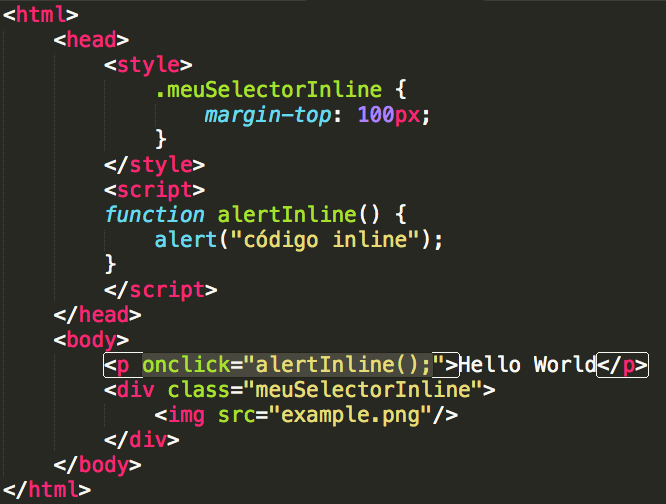 <html>
    <head>
        <style>
            .meuSelectorInline {
                margin-top: 100px;
            }
        </style>
        <script>
        function alertInline() {
            alert("código inline");
        }
        </script>
    </head>
    <body>
        <p onclick="alertInline();">Hello World</p>
        <div class="meuSelectorInline">
            <img src="example.png"/>
        </div>
    </body>
</html>